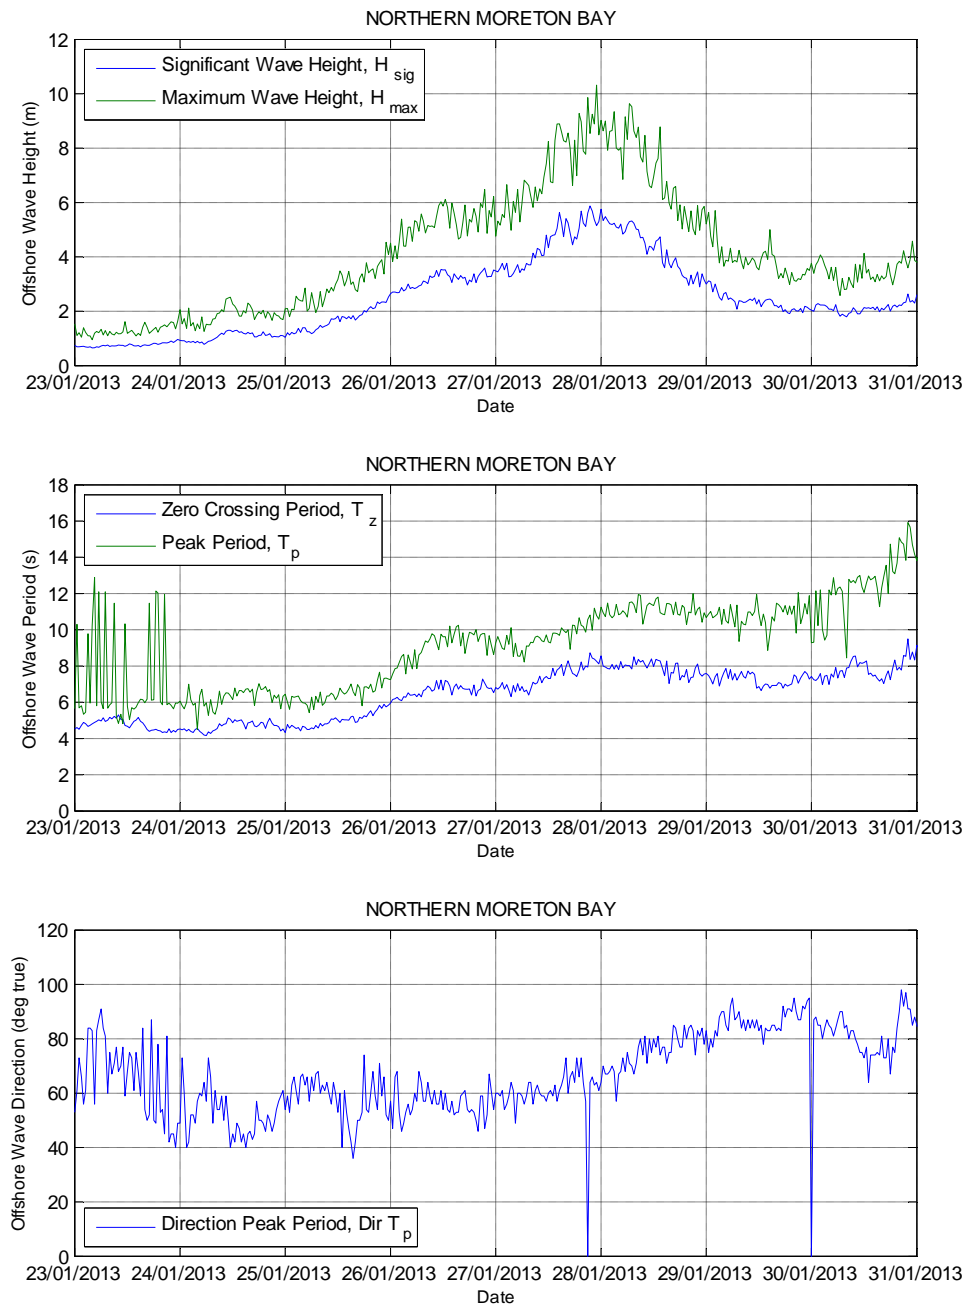 NORTHERN MORETON BAY
12
10
8
6
4
2
0
Offshore Wave Height (m)
Significant Wave Height, H sig
Maximum Wave Height, H max
23/01/2013 24/01/2013 25/01/2013 26/01/2013 27/01/2013 28/01/2013 29/01/2013 30/01/2013 31/01/2013
Date
NORTHERN MORETON BAY
18
16
14
12
10
8
6
4
2
0
Offshore Wave Period (s)
Zero Crossing Period, T z
Peak Period, T p
23/01/2013 24/01/2013 25/01/2013 26/01/2013 27/01/2013 28/01/2013 29/01/2013 30/01/2013 31/01/2013
Date
NORTHERN MORETON BAY
120
100
80
60
40
20
0
Offshore Wave Direction (deg true)
Direction Peak Period, Dir T p
23/01/2013 24/01/2013 25/01/2013 26/01/2013 27/01/2013 28/01/2013 29/01/2013 30/01/2013 31/01/2013
Date